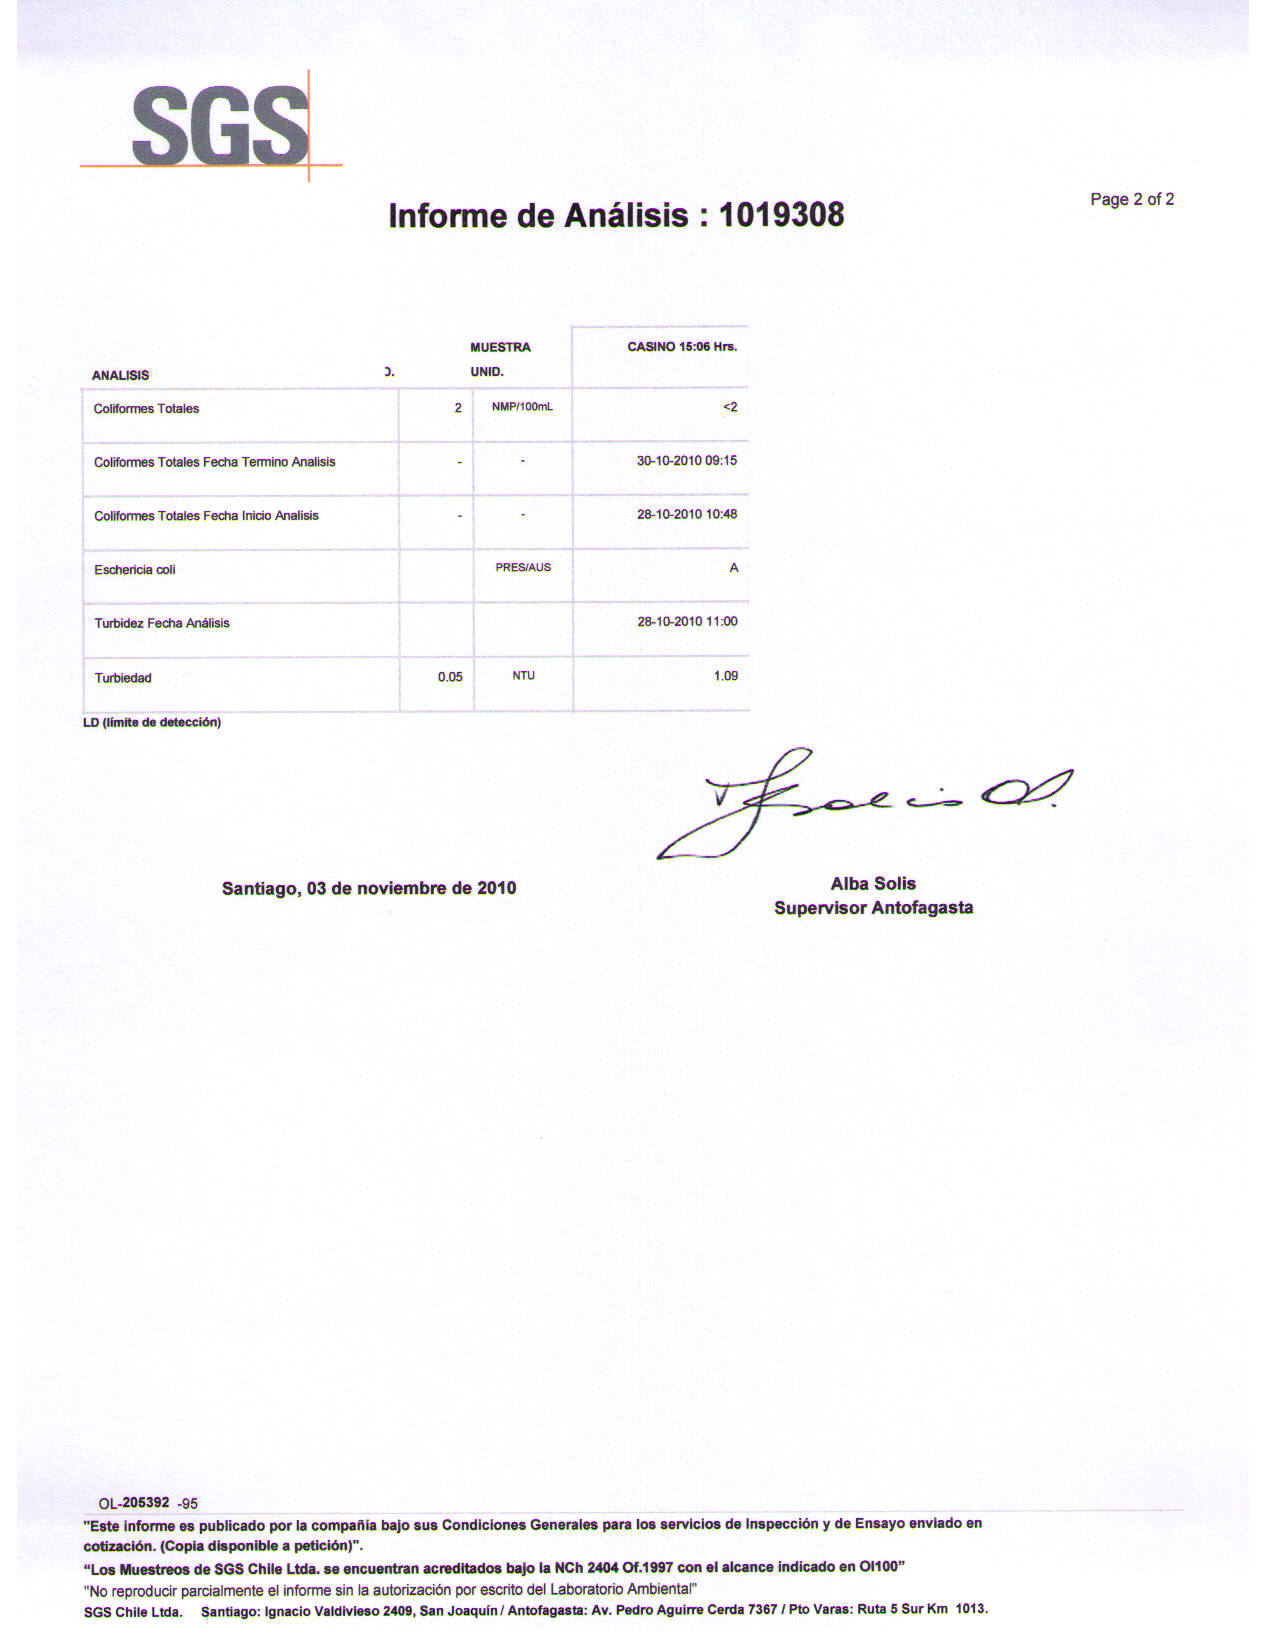 SGS
Page 2 of 2
Informe de Análisis : 1019308
MUESTRA CASINO 15:06 Hrs.
ANALISIS UNID.
Coliformes Totales 2 NMP/100mL <2
Coliformes Totales Fecha Termino Analisis - - 30-10-2010 09:15
Coliformes Totales Fecha Inicio Analisis - - 28-10-2010 10:48
Eschericia coli PRES/AUS A
Turbidez Fecha Análisis 28-10-2010 11:00
Turbiedad 0.05 NTU 1.09
LD (límite de detección)
Santiago, 03 de noviembre de 2010
Alba Solis
Supervisor Antofagasta
OL-205392 -95
"Este informe es publicado por la compañía bajo sus Condiciones Generales para los servicios de Inspección y de Ensayo enviado en
cotización. (Copia disponible a petición)".
“Los Muestreos de SGS Chile Ltda. se encuentran acreditados bajo la NCh 2404 Of.1997 con el alcance indicado en OI100”
"No reproducir parcialmente el informe sin la autorización por escrito del Laboratorio Ambiental"
SGS Chile Ltda. Santiago: Ignacio Valdivieso 2409, San Joaquín / Antofagasta: Av. Pedro Aguirre Cerda 7367 / Pto Varas: Ruta 5 Sur Km 1013.